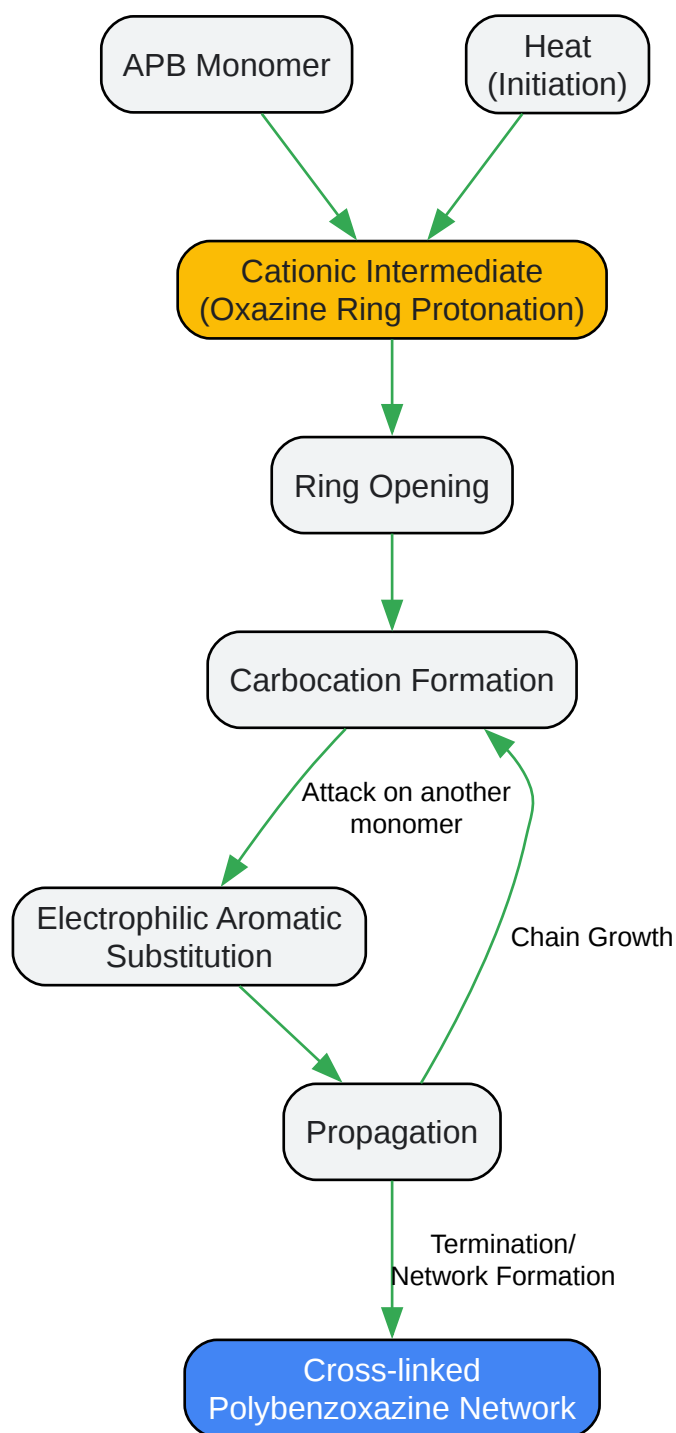 APB Monomer
Heat
(Initiation)
Cationic Intermediate
(Oxazine Ring Protonation)
Ring Opening
Carbocation Formation
Attack on another
monomer
Electrophilic Aromatic
Substitution
Chain Growth
Propagation
Termination/
Network Formation
Cross-linked
Polybenzoxazine Network